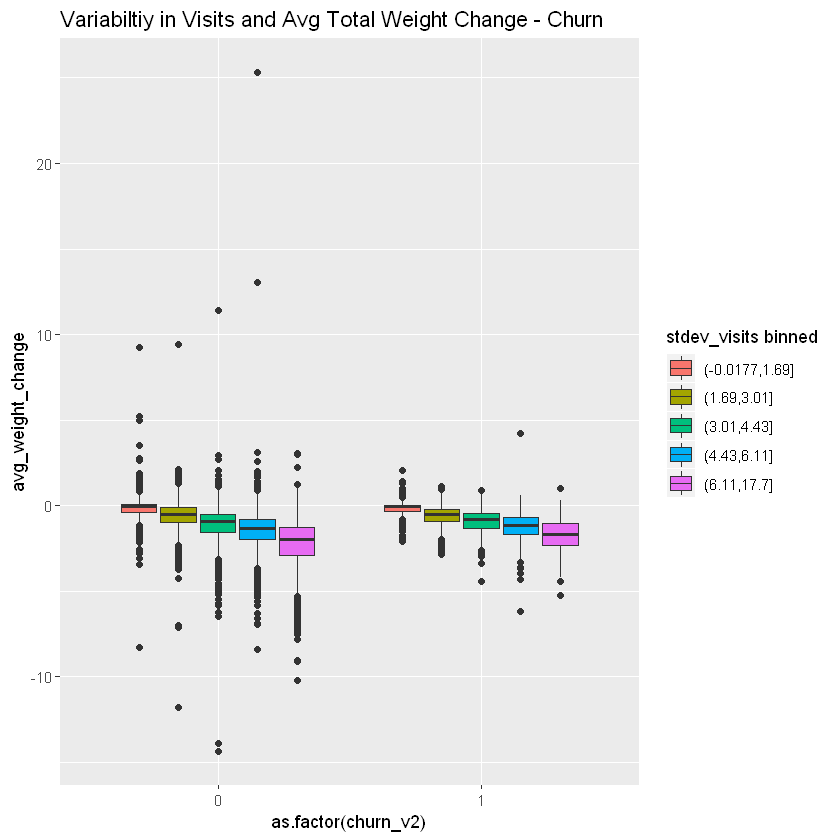 Variabiltiy in Visits and Avg Total Weight Change - Churn
20
10
0
-10
avg_weight_change
0
1
as.factor(churn_v2)
stdev_visits binned
(-0.0177,1.69]
(1.69,3.01]
(3.01,4.43]
(4.43,6.11]
(6.11,17.7]